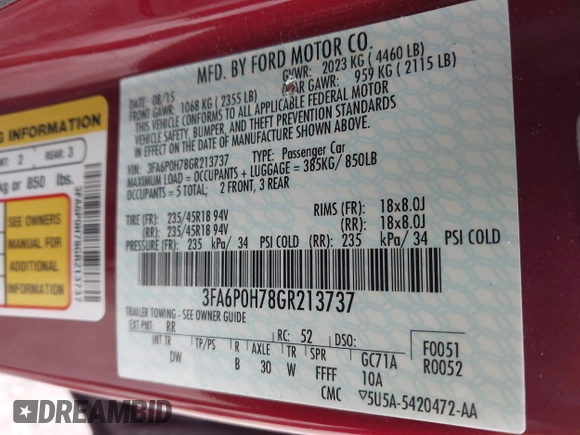 MFD. BY FORD MOTOR CO.
DATE: 08/15 GVWR: 2023 KG ( 4460 LB)
FRONT GAWR: 1068 KG ( 2355 LB) REAR GAWR: 959 KG ( 2115 LB)
THIS VEHICLE CONFORMS TO ALL APPLICABLE FEDERAL MOTOR
VEHICLE SAFETY, BUMPER, AND THEFT PREVENTION STANDARDS
IN EFFECT ON THE DATE OF MANUFACTURE SHOWN ABOVE.
VIN: 3FA6P0H78GR213737 TYPE: Passenger Car
MAXIMUM LOAD = OCCUPANTS + LUGGAGE = 385KG/ 850LB
OCCUPANTS = 5 TOTAL; 2 FRONT, 3 REAR
TIRE (FR): 235/45R18 94V RIMS (FR): 18x8.0J
(RR): 235/45R18 94V (RR): 18x8.0J
PRESSURE (FR): 235 kPa/ 34 PSI COLD (RR): 235 kPa/ 34 PSI COLD
3FA6P0H78GR213737
TRAILER TOWING - SEE OWNER GUIDE
EXT PNT: RR RC: 52 DSO: F0051
INT TR TP/PS R AXLE TR SPR GC71A R0052
DW B 30 W FFFF 10A
CMC ▽5U5A-5420472-AA
G INFORMATION
NT: 2 REAR: 3
kg or 850 lbs.
SEE OWNERS
MANUAL FOR
ADDITIONAL
INFORMATION
3FA6P0H78GR213737
DREAMBID